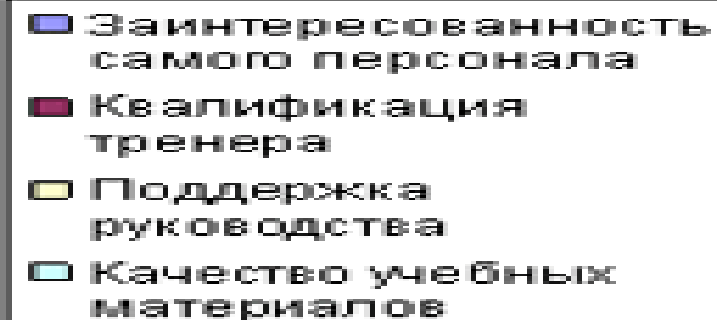 Заинтересованность
самого персонала
Квалификация
тренера
Поддержка
руководства
Качество учебных
материалов